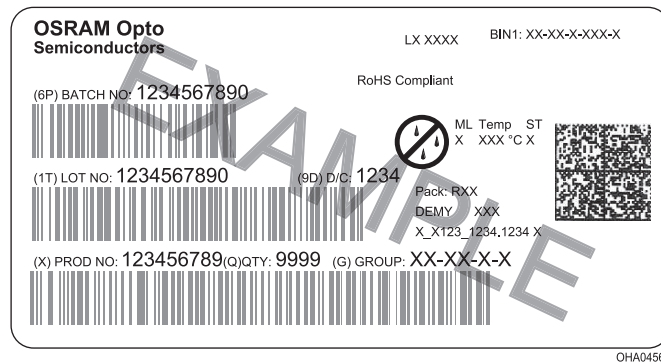 OSRAM Opto
Semiconductors
LX XXXX
BIN1: XX-XX-X-XXX-X
RoHS Compliant
(6P) BATCH NO: 1234567890
ML Temp ST
X XXX °C X
(1T) LOT NO: 1234567890 (9D) D/C: 1234
Pack: RXX
DEMY XXX
X_X123_1234.1234 X
(X) PROD NO: 123456789(Q)QTY: 9999 (G) GROUP: XX-XX-X-X
EXAMPLE